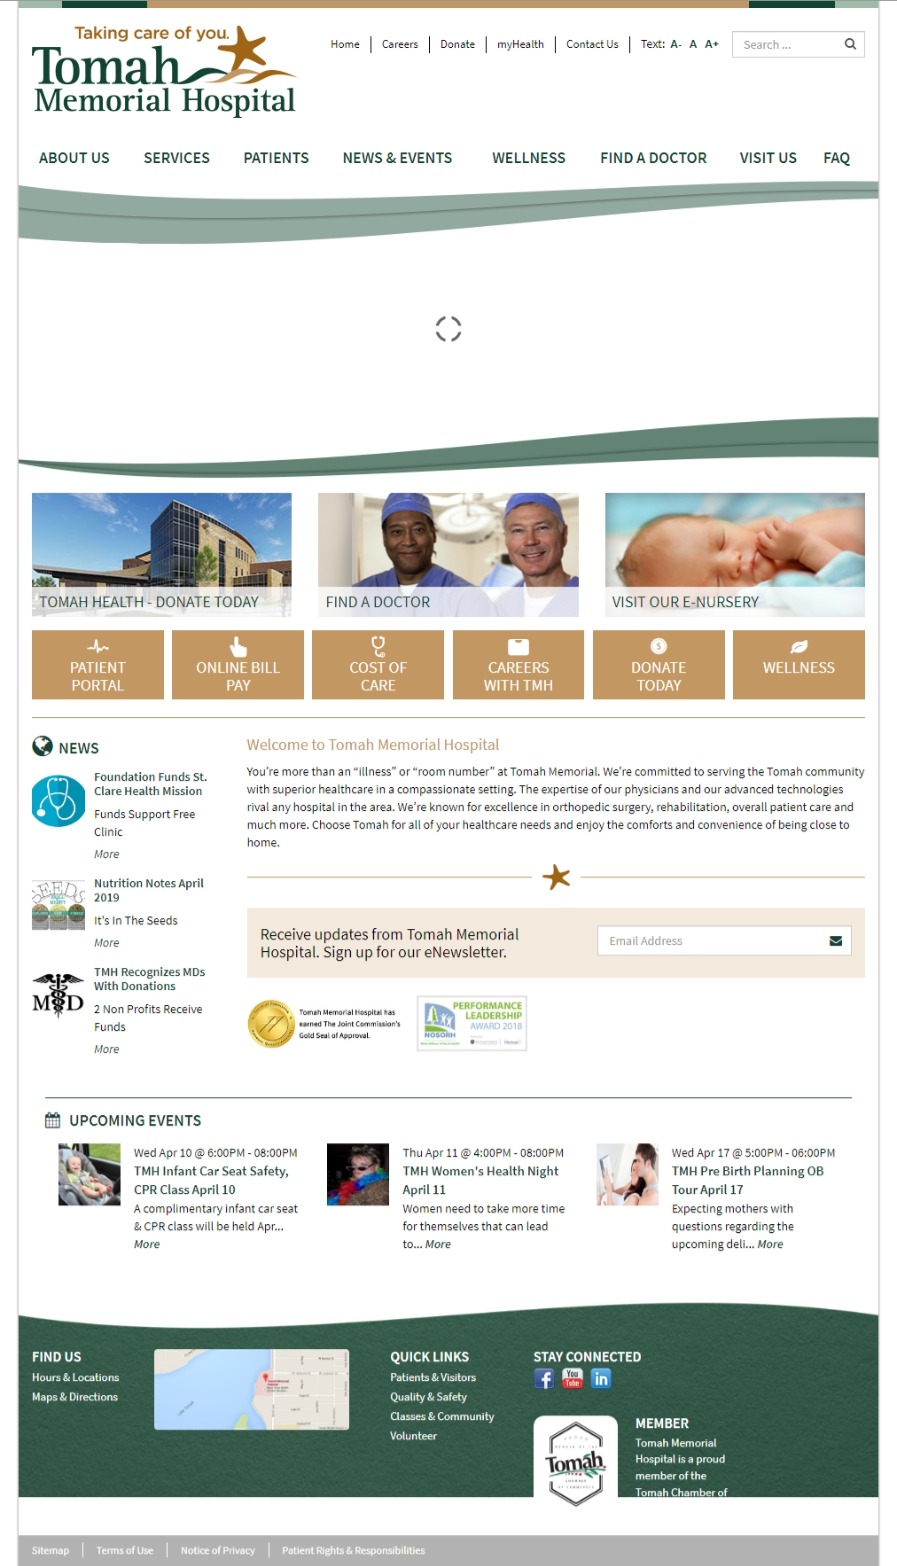 Taking care of you.
Tomah
Memorial Hospital
Home
Careers
Donate
myHealth
Contact Us
Text: A- A A+
Search ...
ABOUT US
SERVICES
PATIENTS
NEWS & EVENTS
WELLNESS
FIND A DOCTOR
VISIT US
FAQ
TOMAH HEALTH - DONATE TODAY
FIND A DOCTOR
VISIT OUR E-NURSERY
PATIENT
PORTAL
ONLINE BILL
PAY
COST OF
CARE
CAREERS
WITH TMH
$
DONATE
TODAY
WELLNESS
NEWS
Foundation Funds St.
Clare Health Mission
Funds Support Free
Clinic
More
SEEDS
Nutrition Notes April
2019
It's In The Seeds
More
MD
TMH Recognizes MDs
With Donations
2 Non Profits Receive
Funds
More
Welcome to Tomah Memorial Hospital
You're more than an “illness” or “room number” at Tomah Memorial. We're committed to serving the Tomah community
with superior healthcare in a compassionate setting. The expertise of our physicians and our advanced technologies
rival any hospital in the area. We're known for excellence in orthopedic surgery, rehabilitation, overall patient care and
much more. Choose Tomah for all of your healthcare needs and enjoy the comforts and convenience of being close to
home.
Receive updates from Tomah Memorial
Hospital. Sign up for our eNewsletter.
Email Address
Tomah Memorial Hospital has
earned The Joint Commission's
Gold Seal of Approval.
NOSORH
PERFORMANCE
LEADERSHIP
AWARD 2018
UPCOMING EVENTS
Wed Apr 10 @ 6:00PM - 08:00PM
TMH Infant Car Seat Safety,
CPR Class April 10
A complimentary infant car seat
& CPR class will be held Apr...
More
Thu Apr 11 @ 4:00PM - 08:00PM
TMH Women's Health Night
April 11
Women need to take more time
for themselves that can lead
to... More
Wed Apr 17 @ 5:00PM - 06:00PM
TMH Pre Birth Planning OB
Tour April 17
Expecting mothers with
questions regarding the
upcoming deli... More
FIND US
Hours & Locations
Maps & Directions
QUICK LINKS
Patients & Visitors
Quality & Safety
Classes & Community
Volunteer
STAY CONNECTED
f
You
Tube
in
Tomah
MEMBER
Tomah Memorial
Hospital is a proud
member of the
Tomah Chamber of
Sitemap
Terms of Use
Notice of Privacy
Patient Rights & Responsibilities